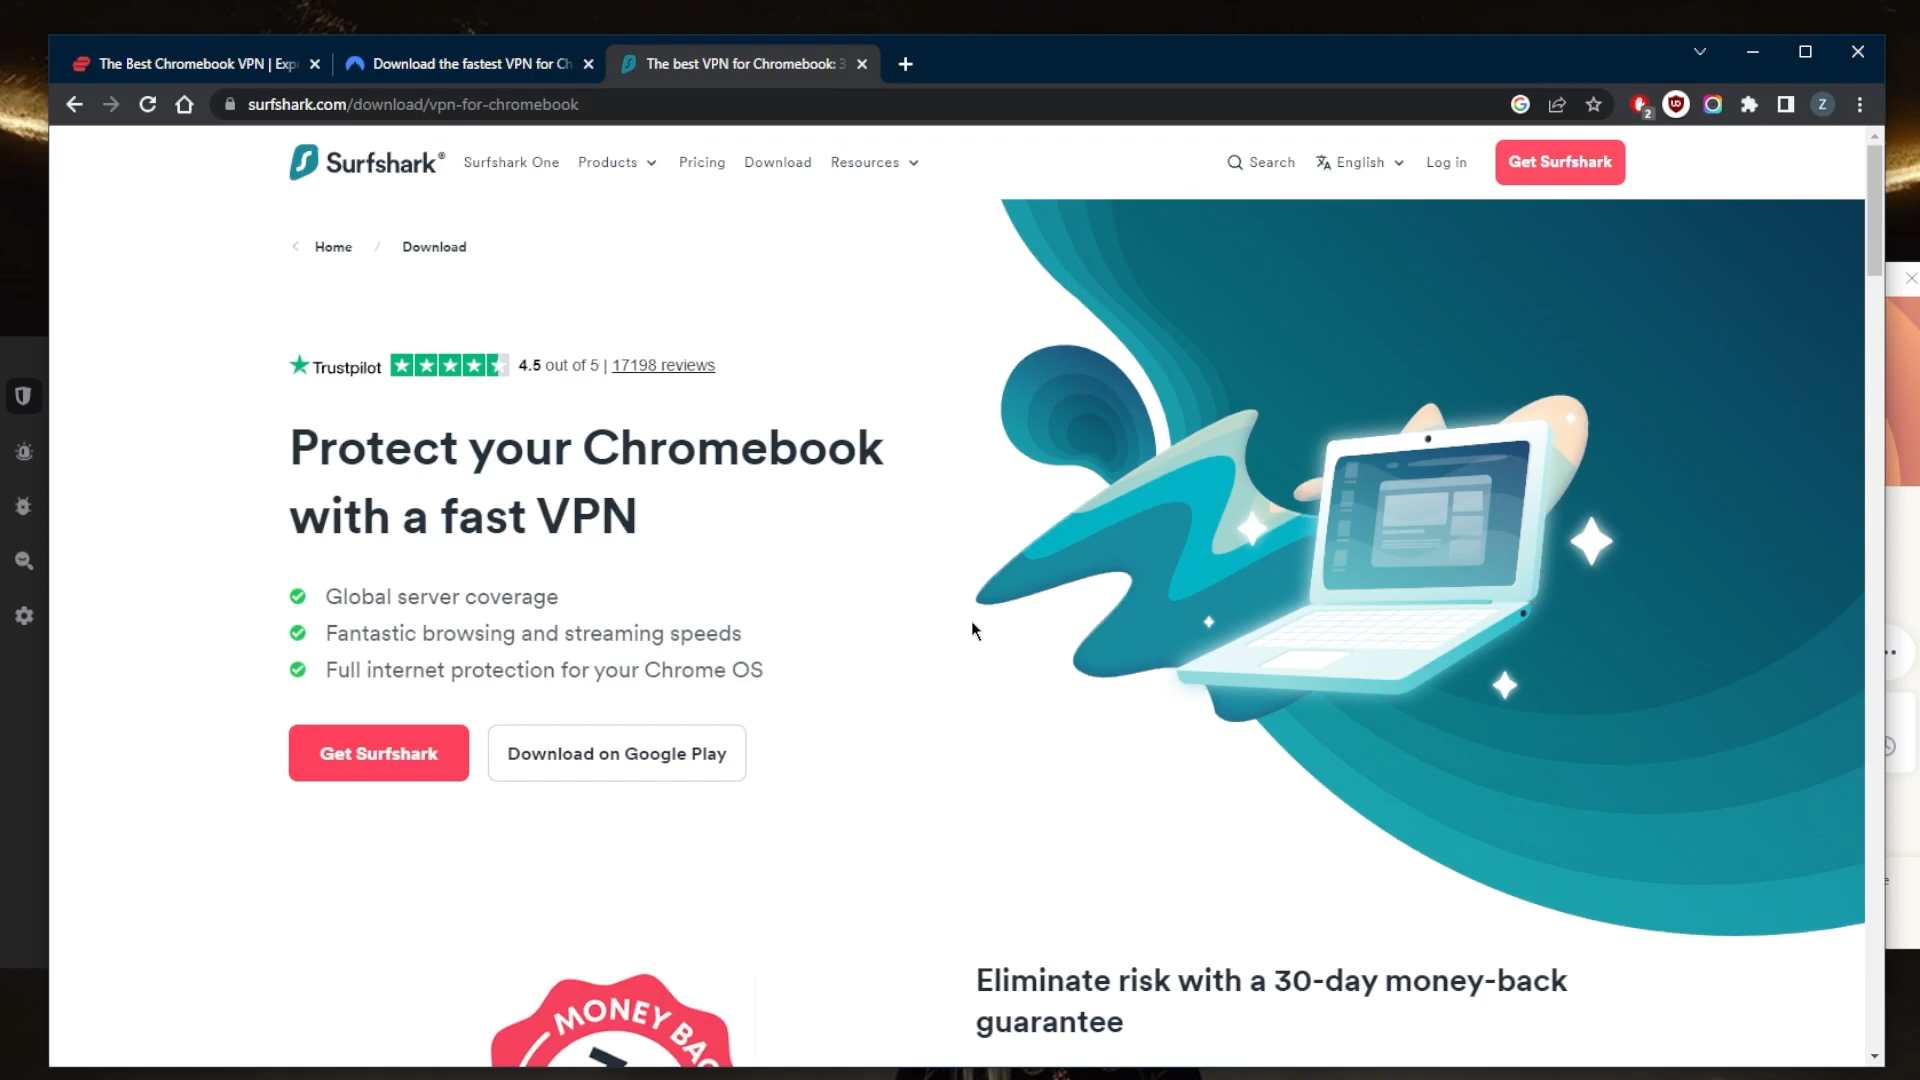 The Best Chromebook VPN | Exp
Download the fastest VPN for Ch
The best VPN for Chromebook: 3
surfshark.com/download/vpn-for-chromebook
2
Z
Surfshark®
Surfshark One
Products
Pricing
Download
Resources
Search
English
Log in
Get Surfshark
Home / Download
Trustpilot 4.5 out of 5 | 17198 reviews
Protect your Chromebook
with a fast VPN
Global server coverage
Fantastic browsing and streaming speeds
Full internet protection for your Chrome OS
Get Surfshark
Download on Google Play
MONEY BAC
Eliminate risk with a 30-day money-back
guarantee